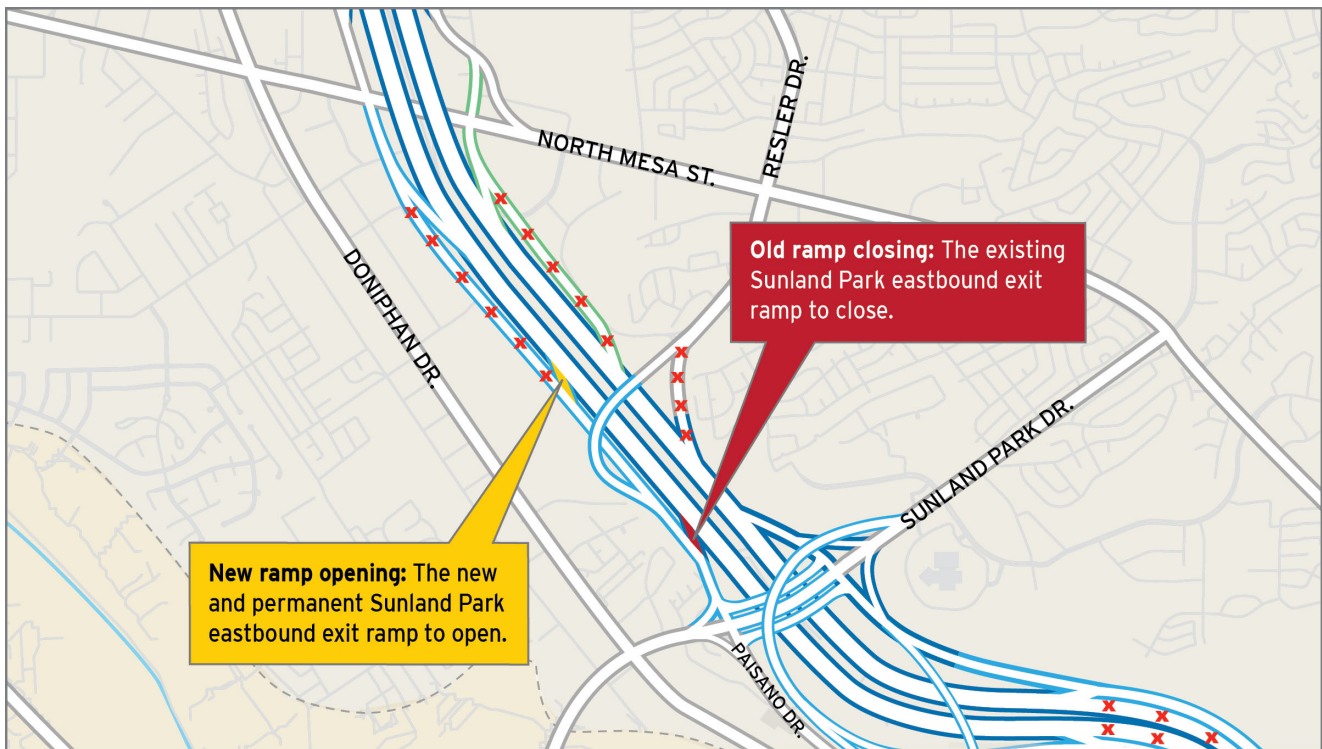 RESLER DR.
NORTH MESA ST.
Old ramp closing: The existing
Sunland Park eastbound exit
ramp to close.
DONIPHAN DR.
SUNLAND PARK DR.
New ramp opening: The new
and permanent Sunland Park
eastbound exit ramp to open.
PAISANO DR.